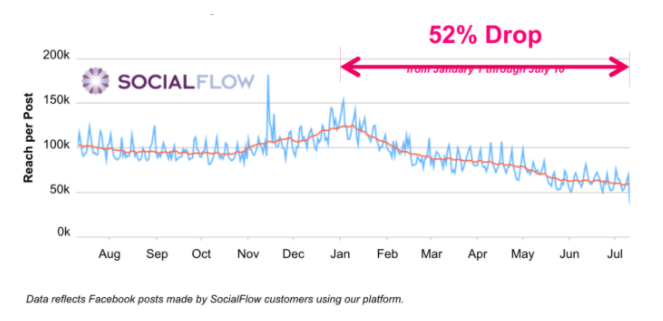 52% Drop
from January 1 through July 10
200k
SOCIALFLOW
150k
100k
50k
0k
Reach per Post
Aug Sep Oct Nov Dec Jan Feb Mar Apr May Jun Jul
Data reflects Facebook posts made by SocialFlow customers using our platform.